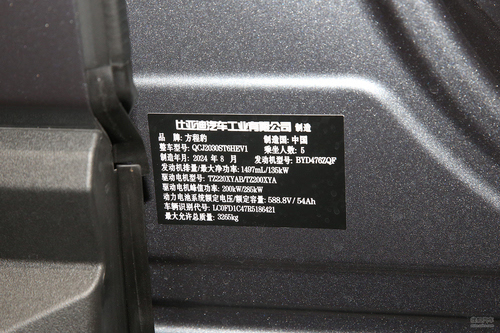 比亚迪汽车工业有限公司 制造
品 牌：方程豹 制造国：中国
整车型号：QCJ2030ST6HEV1 乘坐人数：5
制造年月：2024 年 8 月 发动机型号：BYD476ZQF
发动机排量/最大净功率：1497mL/135kW
驱动电机型号：TZ220XYAB/TZ200XYA
驱动电机峰值功率：200kW/285kW
动力电池系统额定电压/额定容量：588.8V/54Ah
车辆识别代号：LC0FD1C47R5186421
最大允许总质量：3265kg